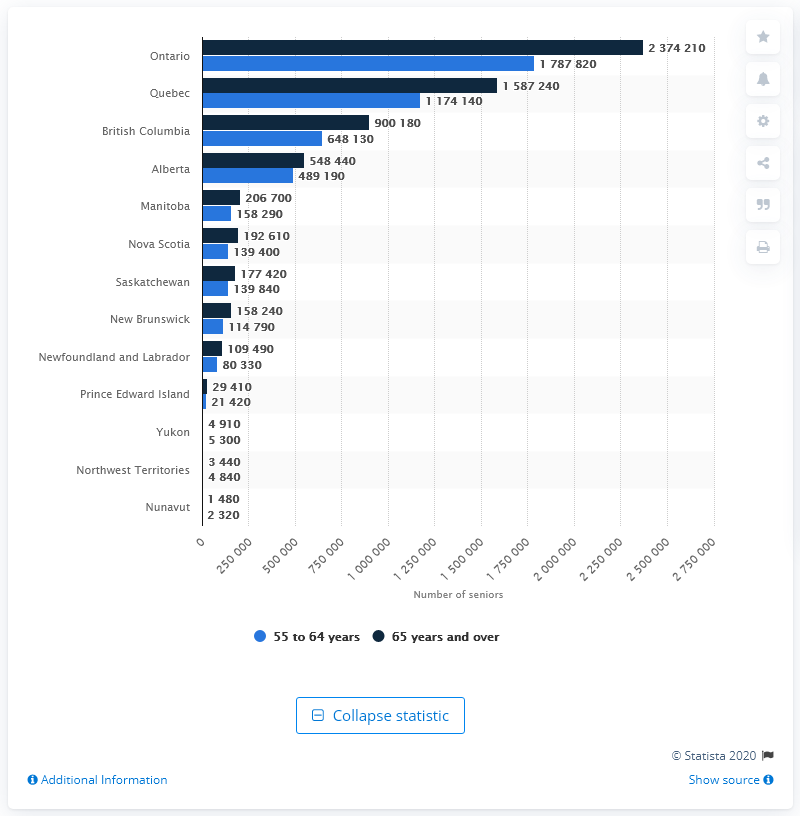 Ontario
2 374 210
1 787 820
Quebec
1 587 240
1 174 140
British Columbia
900 180
648 130
Alberta
548 440
489 190
Manitoba
206 700
158 290
Nova Scotia
192 610
139 400
Saskatchewan
177 420
139 840
New Brunswick
158 240
114 790
Newfoundland and Labrador
109 490
80 330
Prince Edward Island
29 410
21 420
Yukon
4 910
5 300
Northwest Territories
3 440
4 840
Nunavut
1 480
2 320
0 250 000 500 000 750 000 1 000 000 1 250 000 1 500 000 1 750 000 2 000 000 2 250 000 2 500 000 2 750 000
Number of seniors
55 to 64 years 65 years and over
Collapse statistic
© Statista 2020
Additional Information Show source